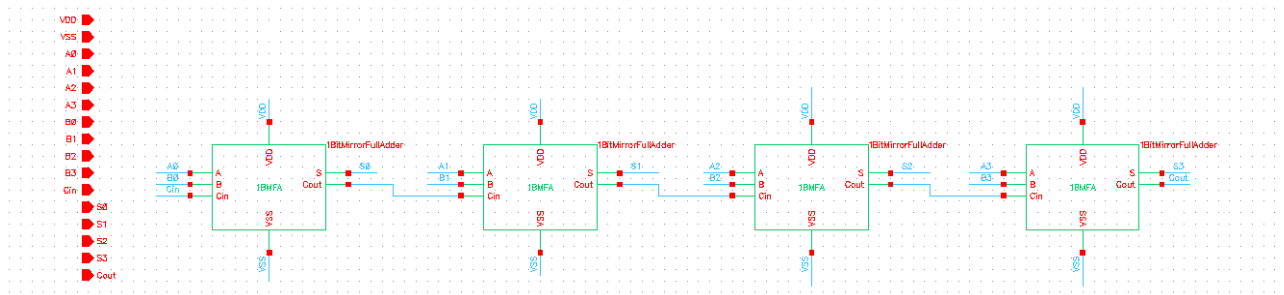 VDD
VSS
A0
A1
A2
A3
B0
B1
B2
B3
Cin
S0
S1
S2
S3
Cout
VDD
1BitMirrorFullAdder
VDD
A0
A
S
S0
B0
B
1BMFA
Cout
Cin
Cin
VSS
VSS
VDD
1BitMirrorFullAdder
VDD
A1
A
S
S1
B1
B
1BMFA
Cout
Cin
VSS
VSS
VDD
1BitMirrorFullAdder
VDD
A2
A
S
S2
B2
B
1BMFA
Cout
Cin
VSS
VSS
VDD
1BitMirrorFullAdder
VDD
A3
A
S
S3
B3
B
1BMFA
Cout
Cout
Cin
VSS
VSS